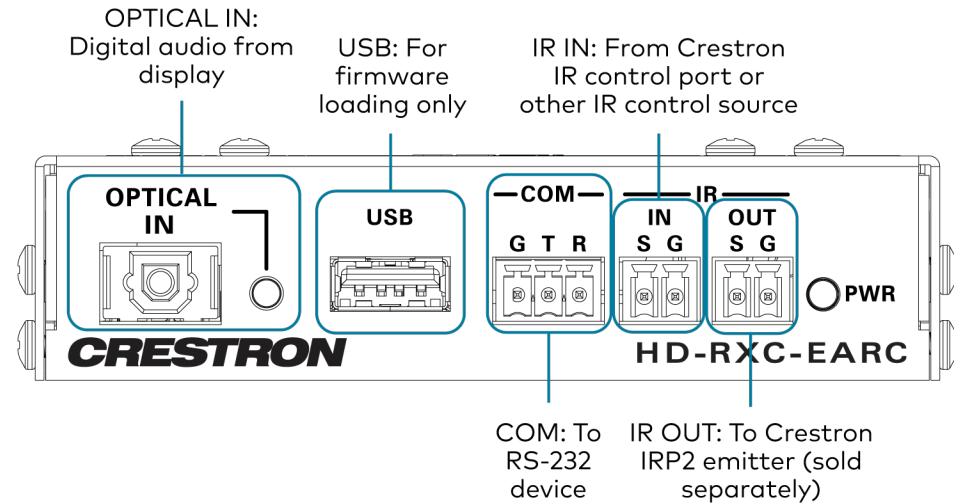 OPTICAL IN:
Digital audio from
display
USB: For
firmware
loading only
IR IN: From Crestron
IR control port or
other IR control source
OPTICAL
IN
USB
COM
G T R
IR
IN
S G
OUT
S G
PWR
CRESTRON
HD-RXC-EARC
COM: To
RS-232
device
IR OUT: To Crestron
IRP2 emitter (sold
separately)